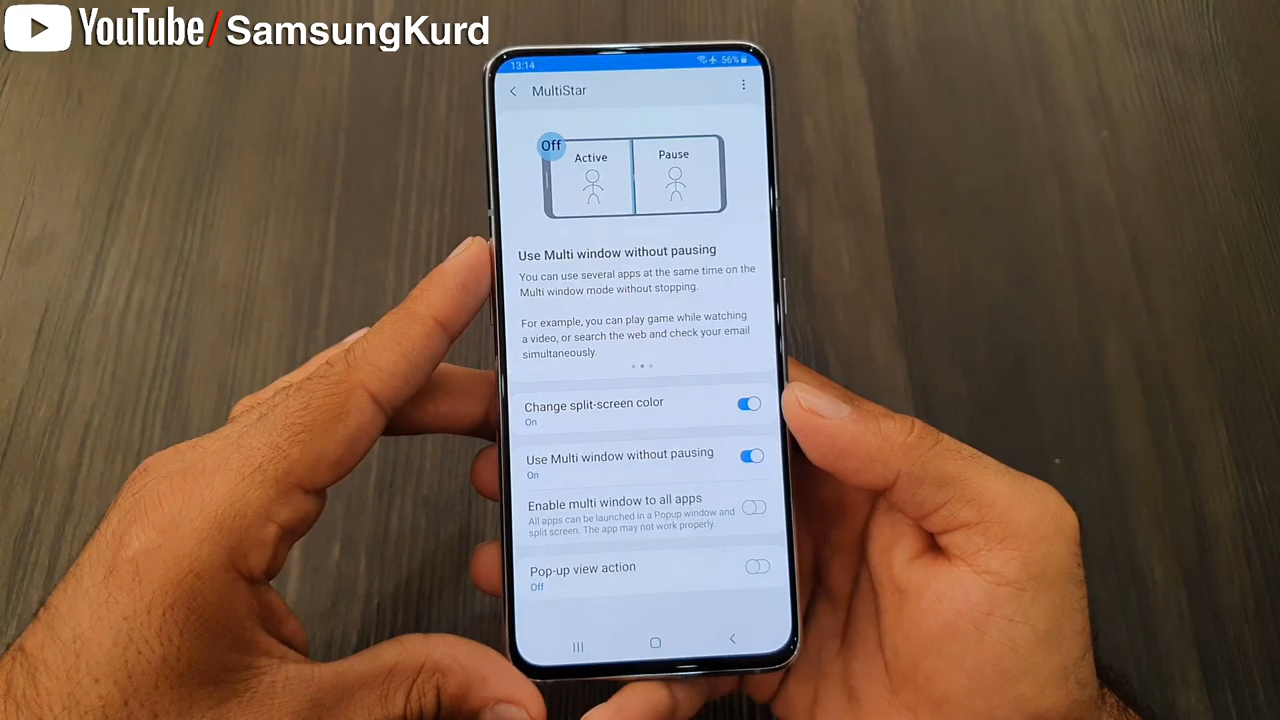 YouTube/SamsungKurd
13:14
56%
MultiStar
Off
Active
Pause
Use Multi window without pausing
You can use several apps at the same time on the
Multi window mode without stopping.
For example, you can play game while watching
a video, or search the web and check your email
simultaneously.
Change split-screen color
On
Use Multi window without pausing
On
Enable multi window to all apps
All apps can be launched in a Popup window and
split screen. The app may not work properly.
Pop-up view action
Off